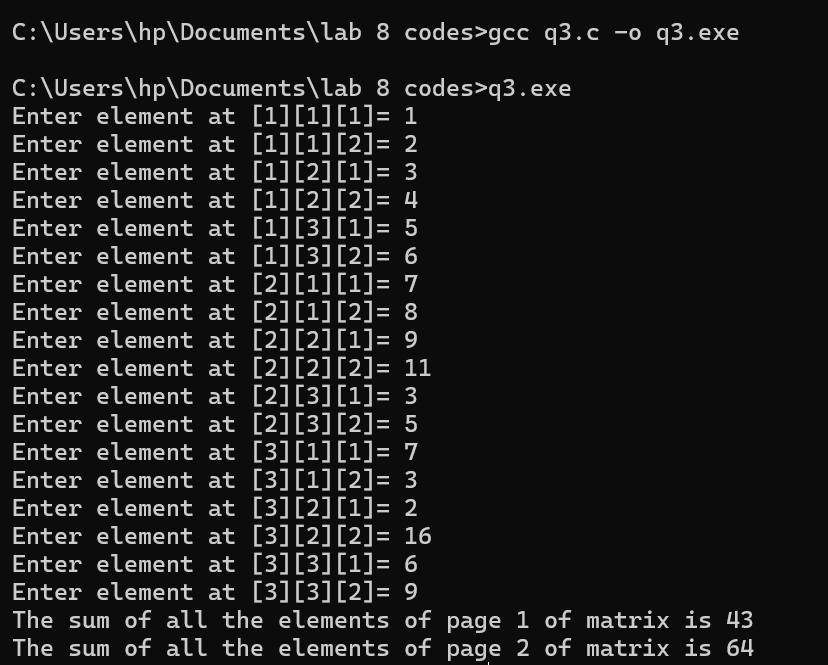 C:\Users\hp\Documents\lab 8 codes>gcc q3.c -o q3.exe
C:\Users\hp\Documents\lab 8 codes>q3.exe
Enter element at [1][1][1]= 1
Enter element at [1][1][2]= 2
Enter element at [1][2][1]= 3
Enter element at [1][2][2]= 4
Enter element at [1][3][1]= 5
Enter element at [1][3][2]= 6
Enter element at [2][1][1]= 7
Enter element at [2][1][2]= 8
Enter element at [2][2][1]= 9
Enter element at [2][2][2]= 11
Enter element at [2][3][1]= 3
Enter element at [2][3][2]= 5
Enter element at [3][1][1]= 7
Enter element at [3][1][2]= 3
Enter element at [3][2][1]= 2
Enter element at [3][2][2]= 16
Enter element at [3][3][1]= 6
Enter element at [3][3][2]= 9
The sum of all the elements of page 1 of matrix is 43
The sum of all the elements of page 2 of matrix is 64